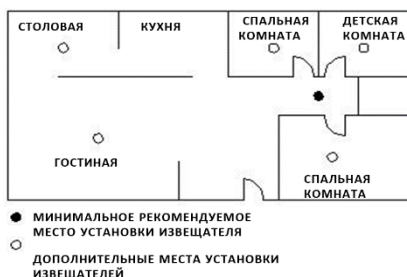 СТОЛОВАЯ
КУХНЯ
СПАЛЬНАЯ
КОМНАТА
ДЕТСКАЯ
КОМНАТА
ГОСТИНАЯ
СПАЛЬНАЯ
КОМНАТА
МИНИМАЛЬНОЕ РЕКОМЕНДУЕМОЕ
МЕСТО УСТАНОВКИ ИЗВЕЩАТЕЛЯ
ДОПОЛНИТЕЛЬНЫЕ МЕСТА УСТАНОВКИ
ИЗВЕЩАТЕЛЕЙ